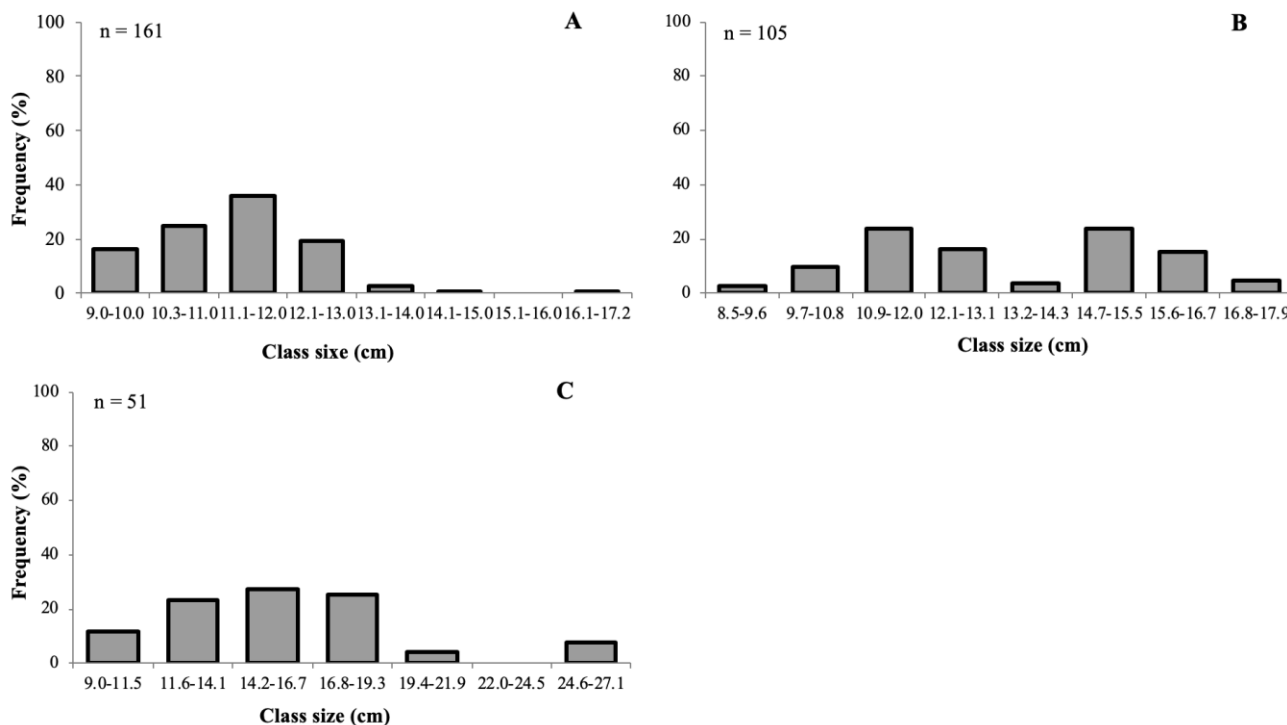 100
80
60
40
20
0
Frequency (%)
n = 161
A
9.0-10.0 10.3-11.0 11.1-12.0 12.1-13.0 13.1-14.0 14.1-15.0 15.1-16.0 16.1-17.2
Class sixe (cm)
100
80
60
40
20
0
n = 105
B
8.5-9.6 9.7-10.8 10.9-12.0 12.1-13.1 13.2-14.3 14.7-15.5 15.6-16.7 16.8-17.9
Class size (cm)
100
80
60
40
20
0
Frequency (%)
n = 51
C
9.0-11.5 11.6-14.1 14.2-16.7 16.8-19.3 19.4-21.9 22.0-24.5 24.6-27.1
Class size (cm)